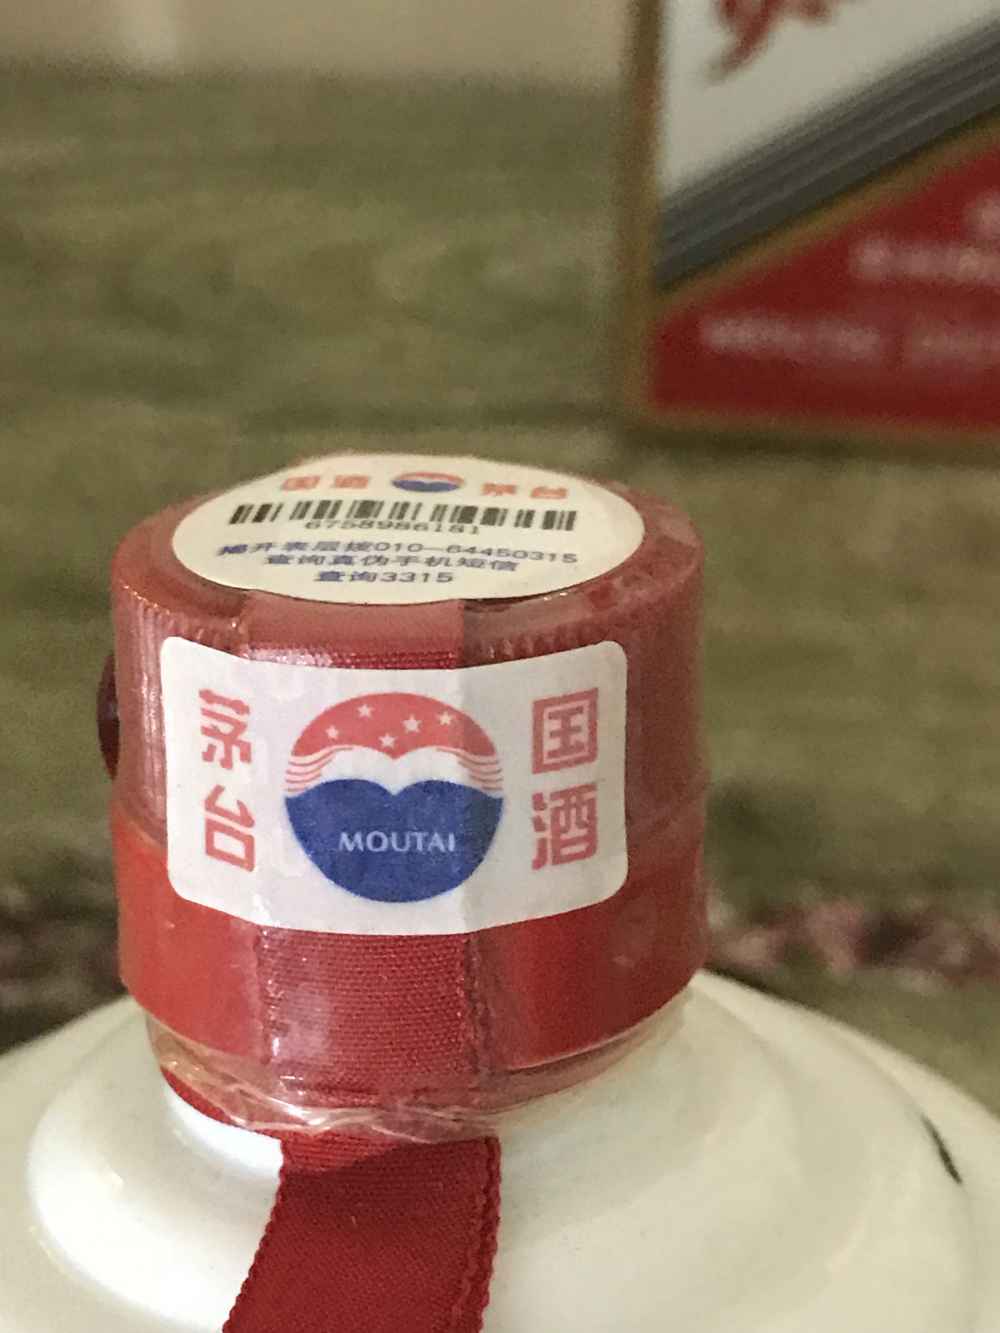 国酒 茅台
6758986181
揭开表层拨010-64450315
查询真伪手机短信
查询3315
国酒
茅台
MOUTAI